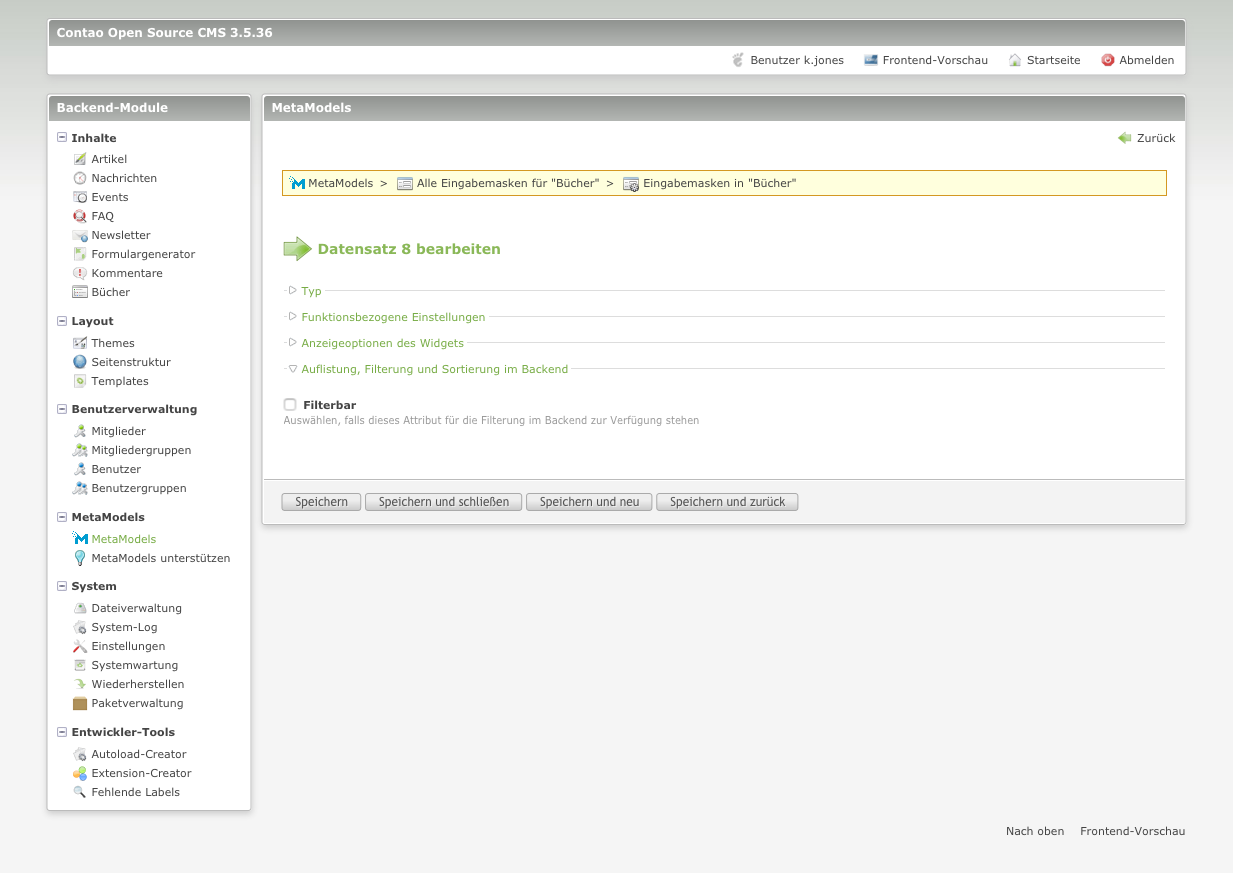 Contao Open Source CMS 3.5.36
Benutzer k.jones Frontend-Vorschau Startseite Abmelden
Backend-Module
Inhalte
Artikel
Nachrichten
Events
FAQ
Newsletter
Formulargenerator
Kommentare
Bücher
Layout
Themes
Seitenstruktur
Templates
Benutzerverwaltung
Mitglieder
Mitgliedergruppen
Benutzer
Benutzergruppen
MetaModels
MetaModels
MetaModels unterstützen
System
Dateiverwaltung
System-Log
Einstellungen
Systemwartung
Wiederherstellen
Paketverwaltung
Entwickler-Tools
Autoload-Creator
Extension-Creator
Fehlende Labels
MetaModels
Zurück
MetaModels > Alle Eingabemasken für "Bücher" > Eingabemasken in "Bücher"
Datensatz 8 bearbeiten
Typ
Funktionsbezogene Einstellungen
Anzeigeoptionen des Widgets
Auflistung, Filterung und Sortierung im Backend
Filterbar
Auswählen, falls dieses Attribut für die Filterung im Backend zur Verfügung stehen
Speichern Speichern und schließen Speichern und neu Speichern und zurück
Nach oben Frontend-Vorschau